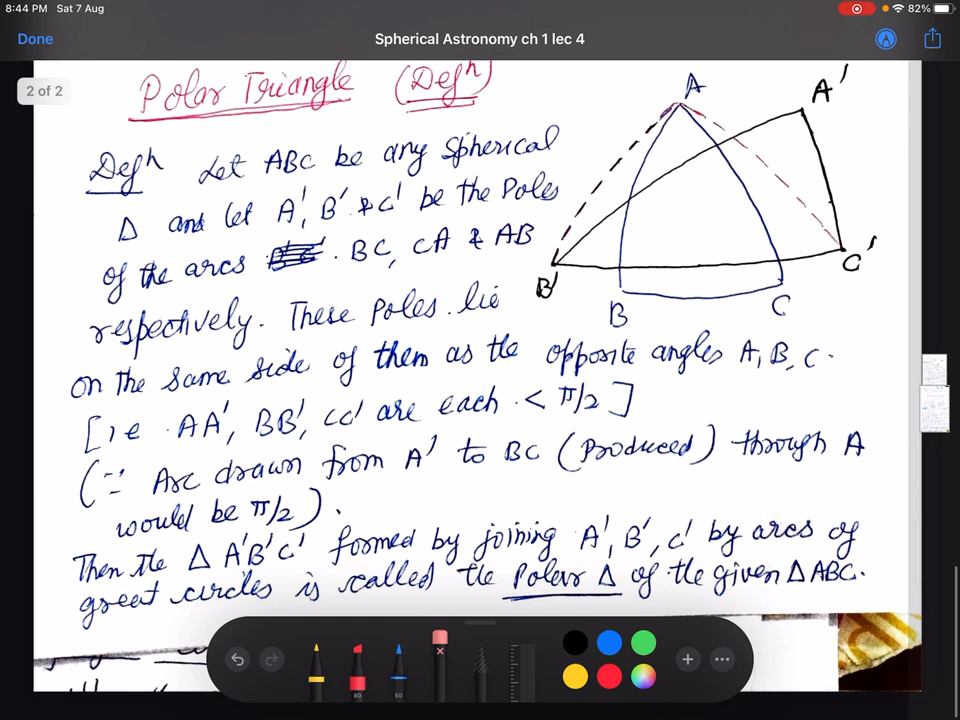 8:44 PM Sat 7 Aug
82%
Done
Spherical Astronomy ch 1 lec 4
2 of 2
Polar Triangle (Defn)
A
A'
Defn Let ABC be any Spherical
Δ and let A', B' & C' be the Poles
of the arcs BC, CA & AB
B'
C'
respectively. These Poles lie
B
C
on the same side of them as the opposite angles A, B, C.
[ie AA', BB', CC' are each < π/2]
(∵ Arc drawn from A' to BC (Produced) through A
would be π/2).
Then the Δ A'B'C' formed by joining A', B', C' by arcs of
great circles is called the Polar Δ of the given Δ ABC.
80
50